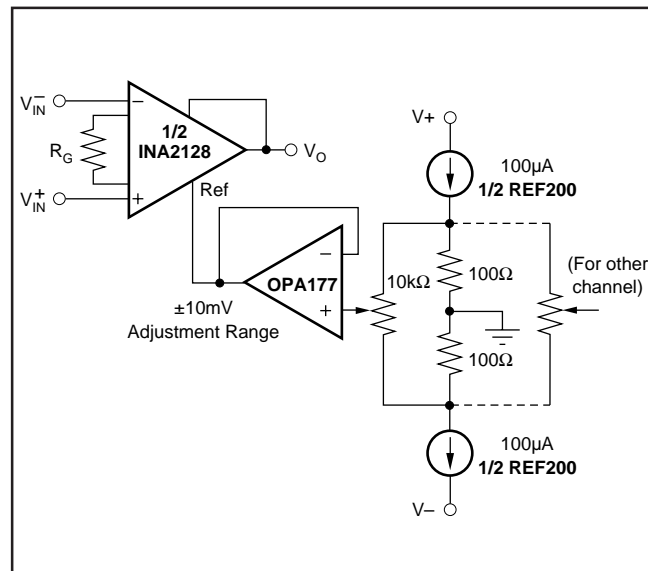 V−IN
RG
V+IN
−
1/2
INA2128
+
Ref
VO
±10mV
Adjustment Range
−
OPA177
+
V+
100µA
1/2 REF200
10kΩ
100Ω
100Ω
(For other
channel)
100µA
1/2 REF200
V–